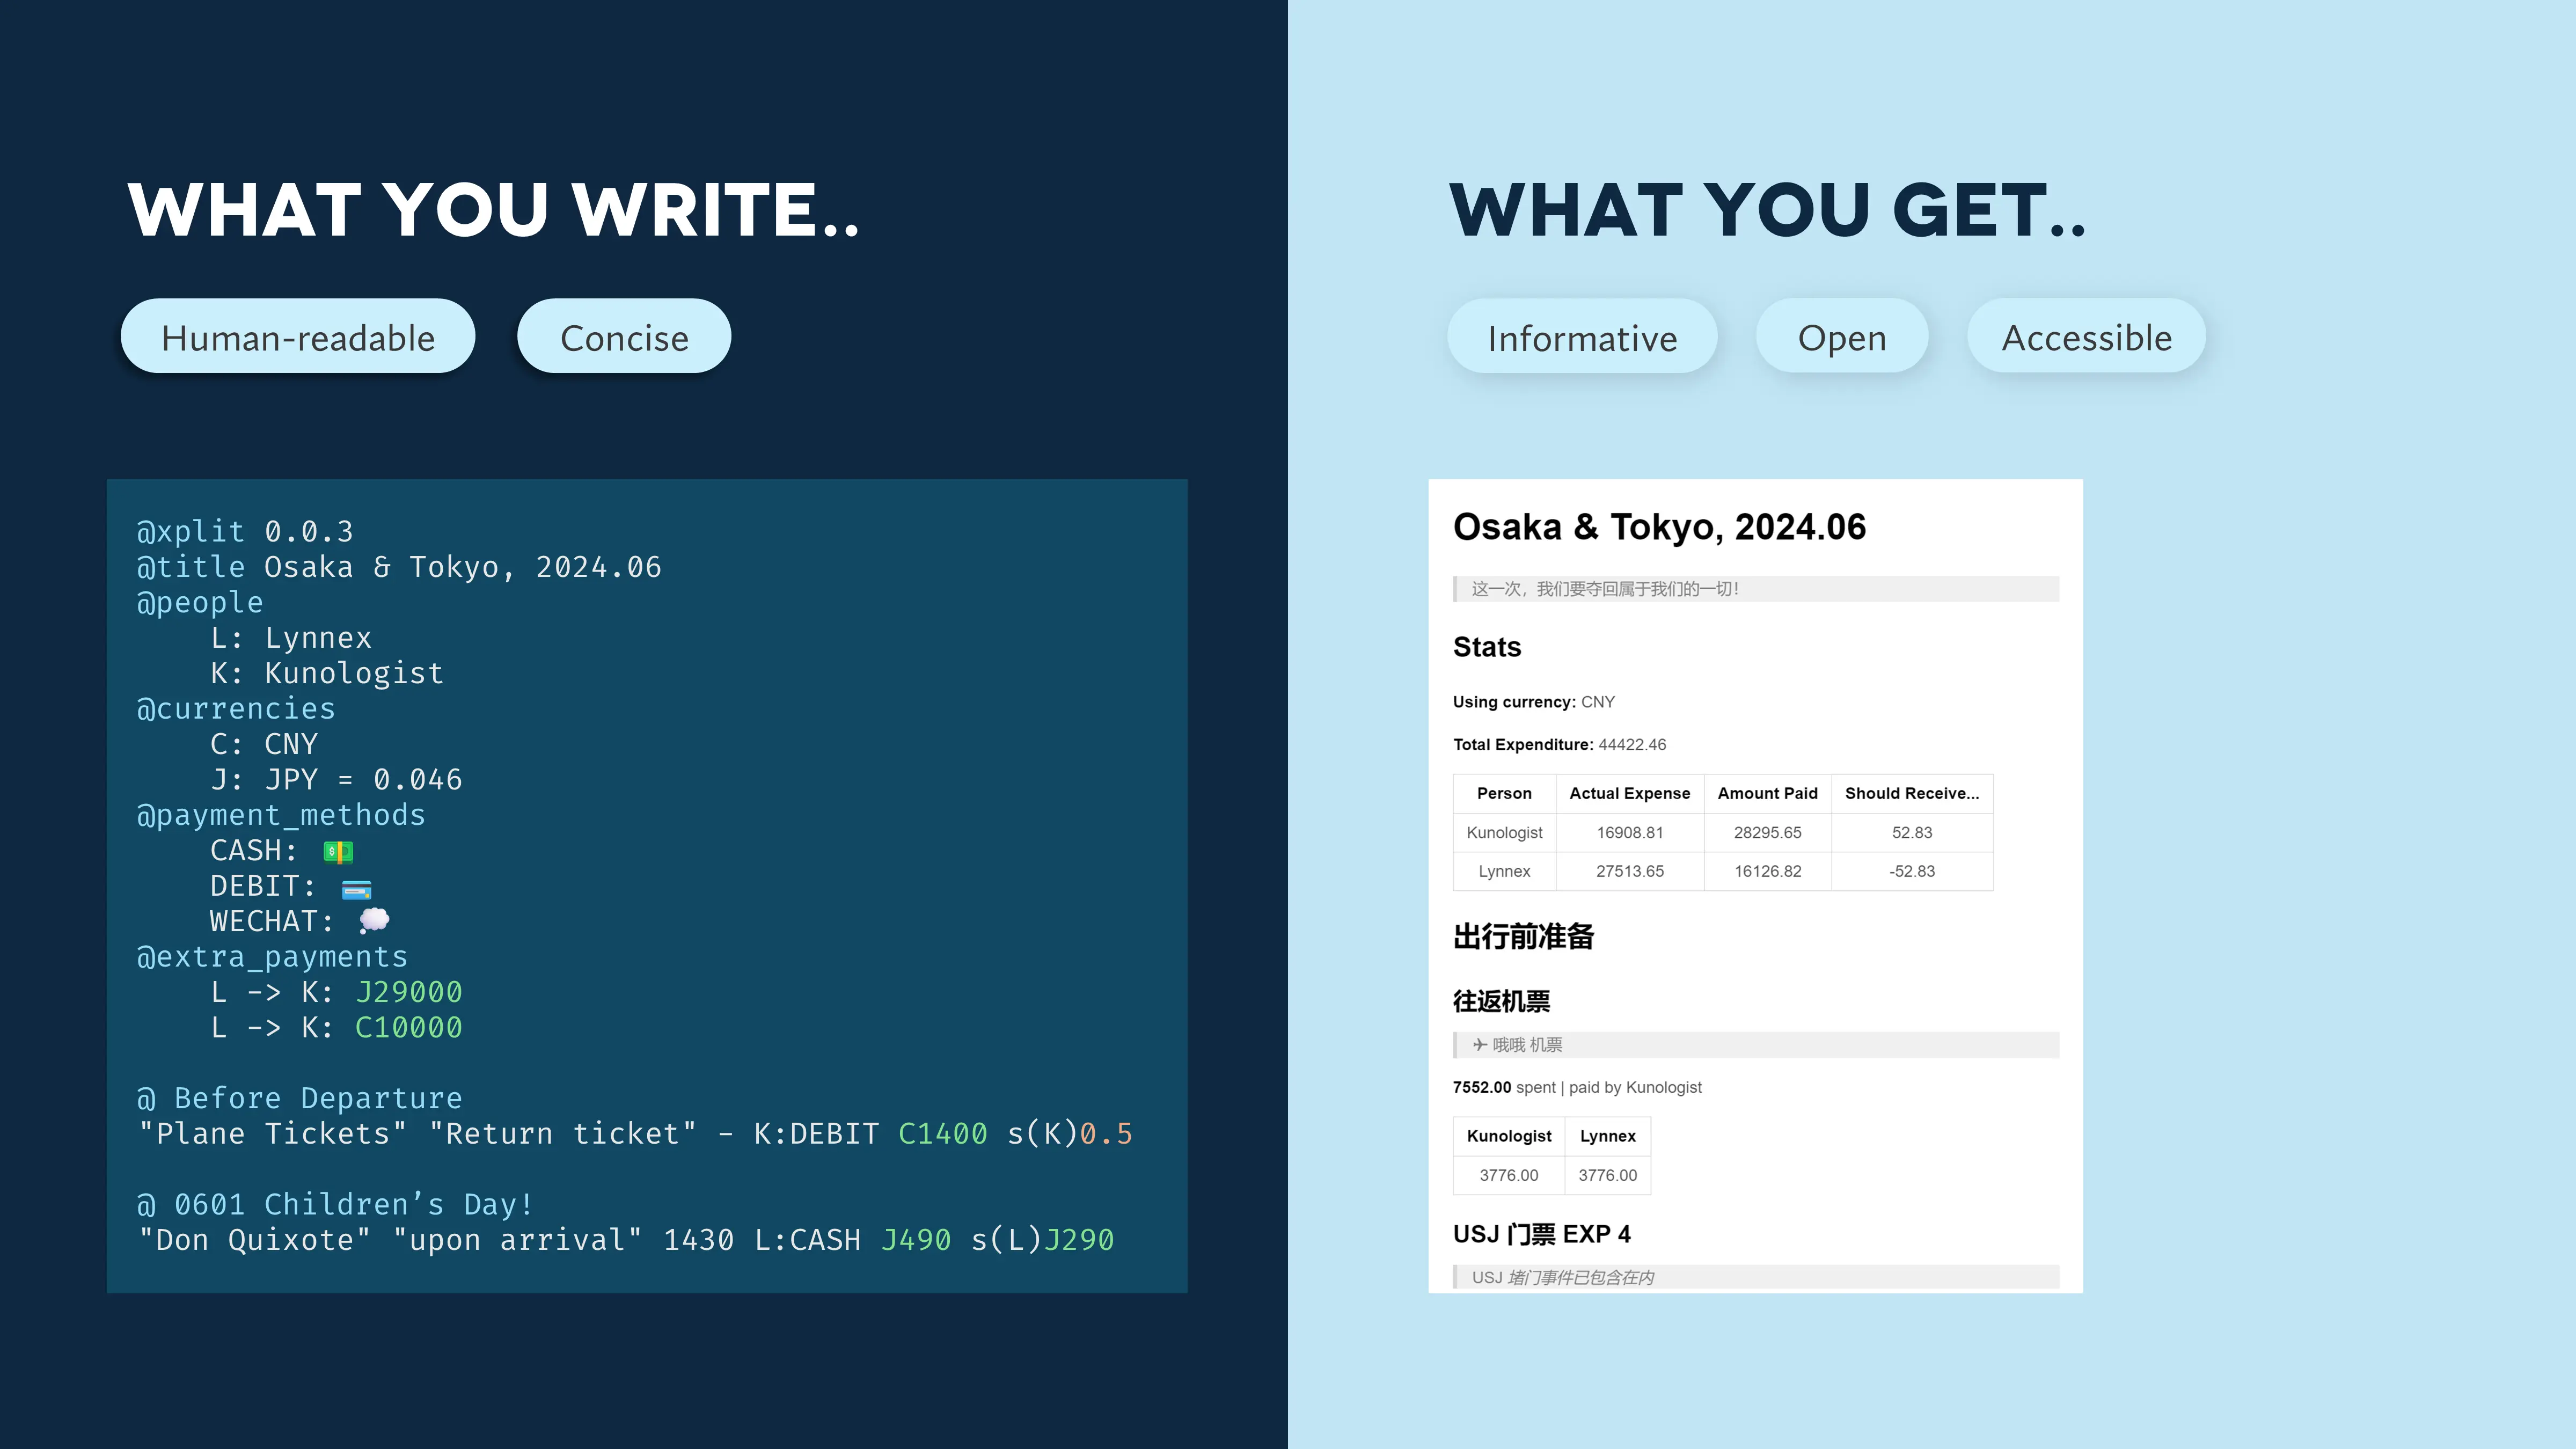 WHAT YOU WRITE..
Human-readable
Concise
@xplit 0.0.3
@title Osaka & Tokyo, 2024.06
@people
L: Lynnex
K: Kunologist
@currencies
C: CNY
J: JPY = 0.046
@payment_methods
CASH: 💵
DEBIT: 💳
WECHAT: 💭
@extra_payments
L -> K: J29000
L -> K: C10000
@ Before Departure
"Plane Tickets" "Return ticket" - K:DEBIT C1400 s(K)0.5
@ 0601 Children’s Day!
"Don Quixote" "upon arrival" 1430 L:CASH J490 s(L)J290
WHAT YOU GET..
Informative
Open
Accessible
Osaka & Tokyo, 2024.06
这一次，我们要夺回属于我们的一切！
Stats
Using currency: CNY
Total Expenditure: 44422.46
Person Actual Expense Amount Paid Should Receive...
Kunologist 16908.81 28295.65 52.83
Lynnex 27513.65 16126.82 -52.83
出行前准备
往返机票
✈ 哦哦 机票
7552.00 spent | paid by Kunologist
Kunologist Lynnex
3776.00 3776.00
USJ 门票 EXP 4
USJ 堵门事件已包含在内